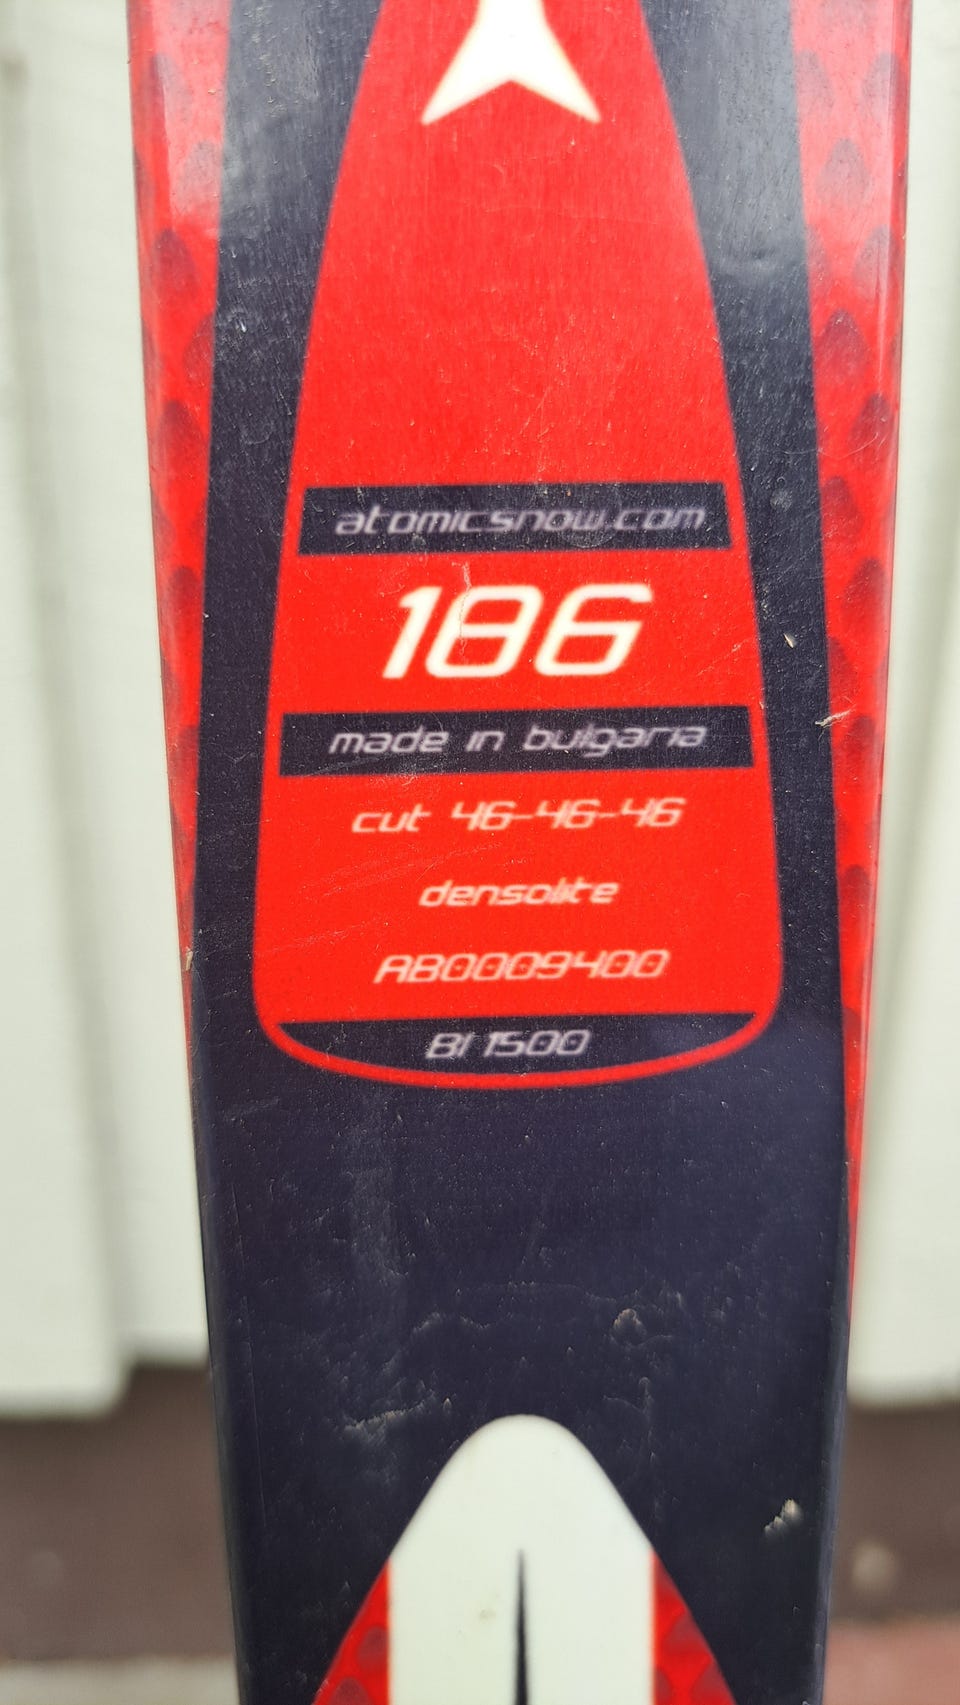 atomicsnow.com
186
made in bulgaria
cut 46-46-46
densolite
AB0009400
BI 1500